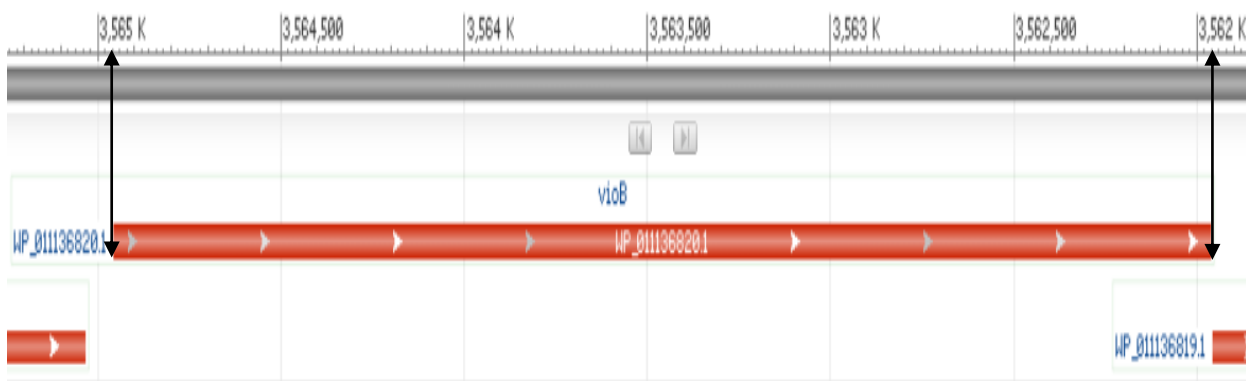 3,565 K 3,564,500 3,564 K 3,563,500 3,563 K 3,562,500 3,562 K
vioB
WP_011136820.1 WP_011136820.1
WP_011136819.1